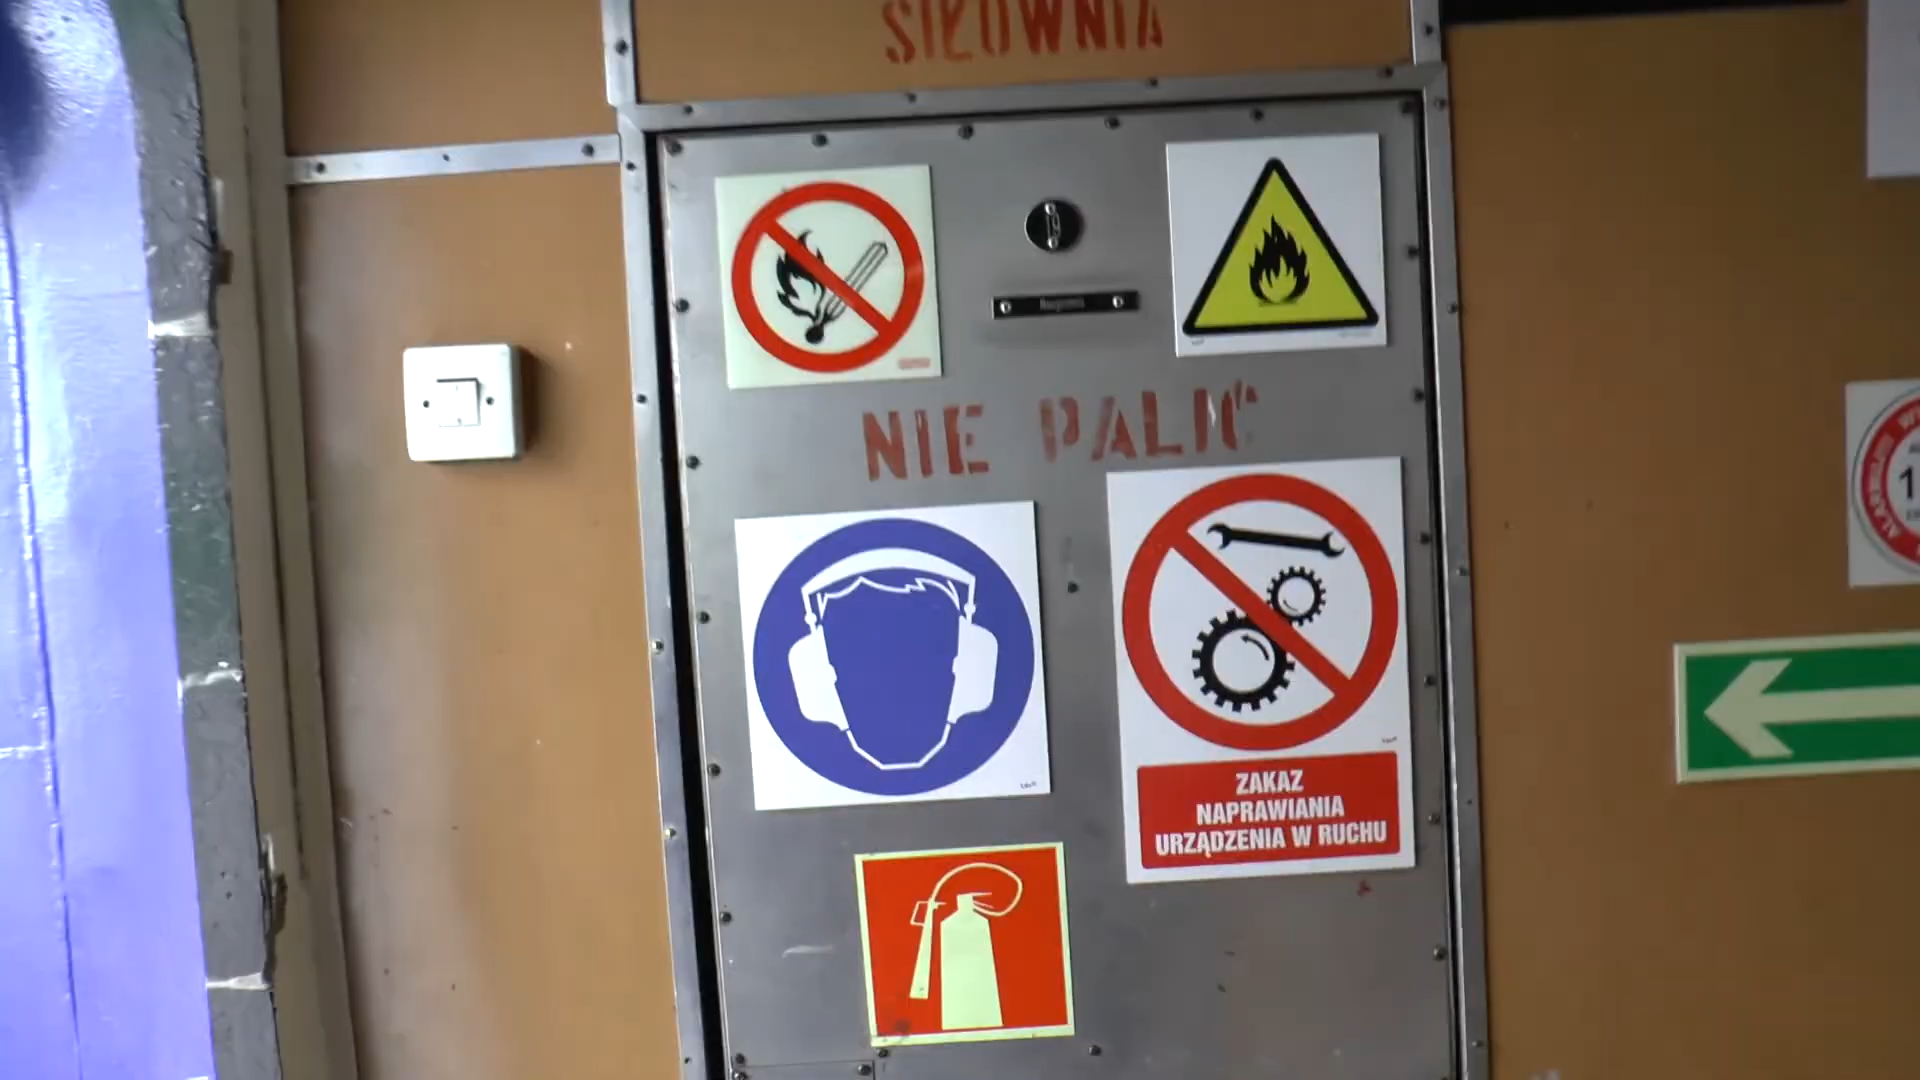 SIŁOWNIA
NIE PALIĆ
ZAKAZ
NAPRAWIANIA
URZĄDZENIA W RUCHU